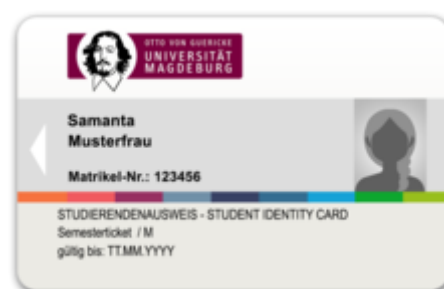 OTTO VON GUERICKE
UNIVERSITÄT
MAGDEBURG
Samanta
Musterfrau
Matrikel-Nr.: 123456
STUDIERENDENAUSWEIS - STUDENT IDENTITY CARD
Semesterticket / M
gültig bis: TT.MM.YYYY